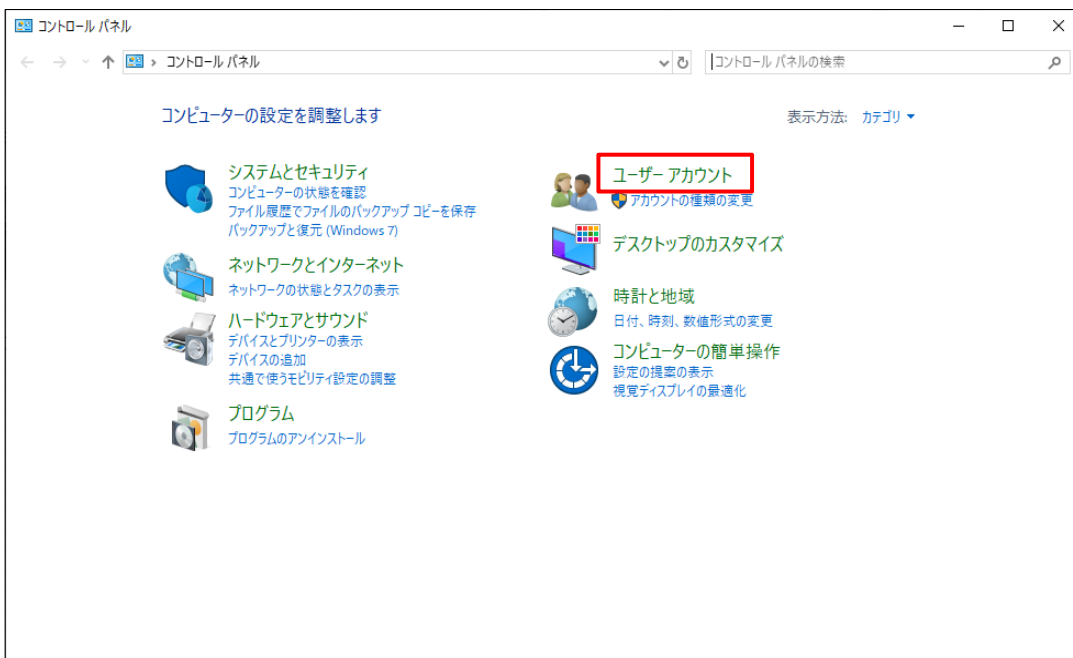 コントロール パネル
コントロール パネル
コントロール パネルの検索
コンピューターの設定を調整します
表示方法: カテゴリ
システムとセキュリティ
コンピューターの状態を確認
ファイル履歴でファイルのバックアップ コピーを保存
バックアップと復元 (Windows 7)
ネットワークとインターネット
ネットワークの状態とタスクの表示
ハードウェアとサウンド
デバイスとプリンターの表示
デバイスの追加
共通で使うモビリティ設定の調整
プログラム
プログラムのアンインストール
ユーザー アカウント
アカウントの種類の変更
デスクトップのカスタマイズ
時計と地域
日付、時刻、数値形式の変更
コンピューターの簡単操作
設定の提案の表示
視覚ディスプレイの最適化